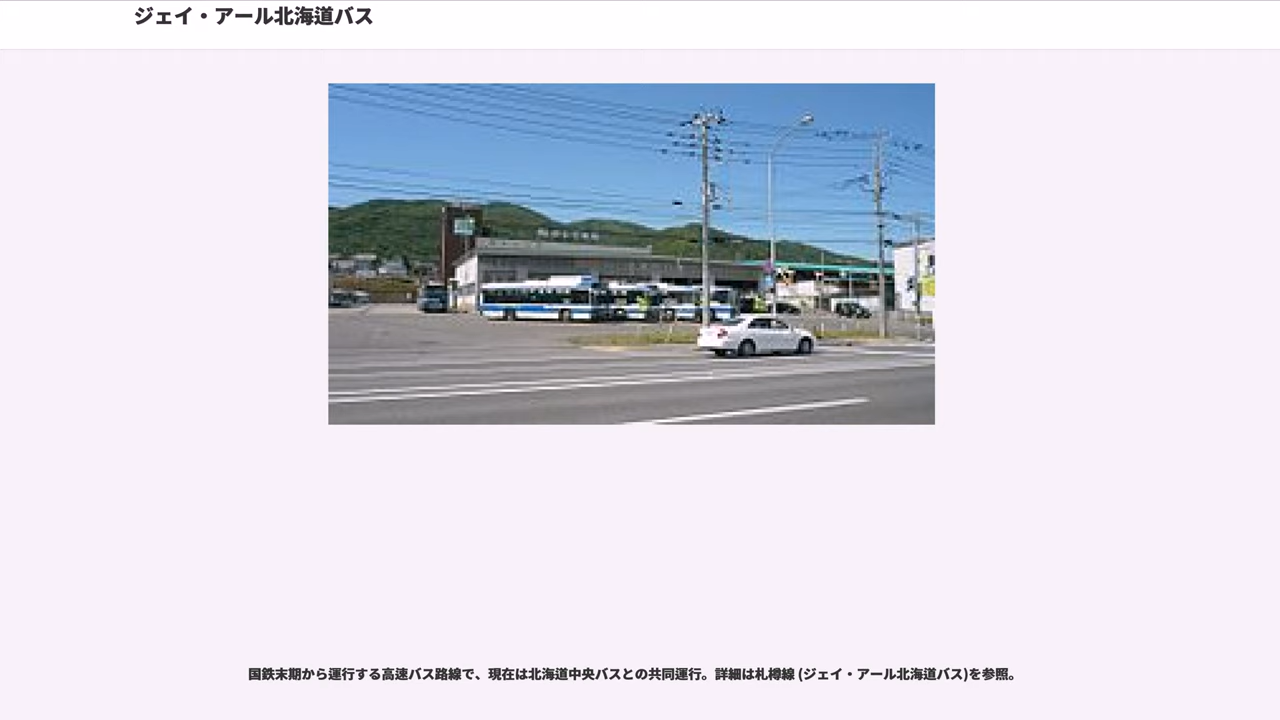 ジェイ・アール北海道バス
国鉄末期から運行する高速バス路線で、現在は北海道中央バスとの共同運行。詳細は札樽線 (ジェイ・アール北海道バス)を参照。